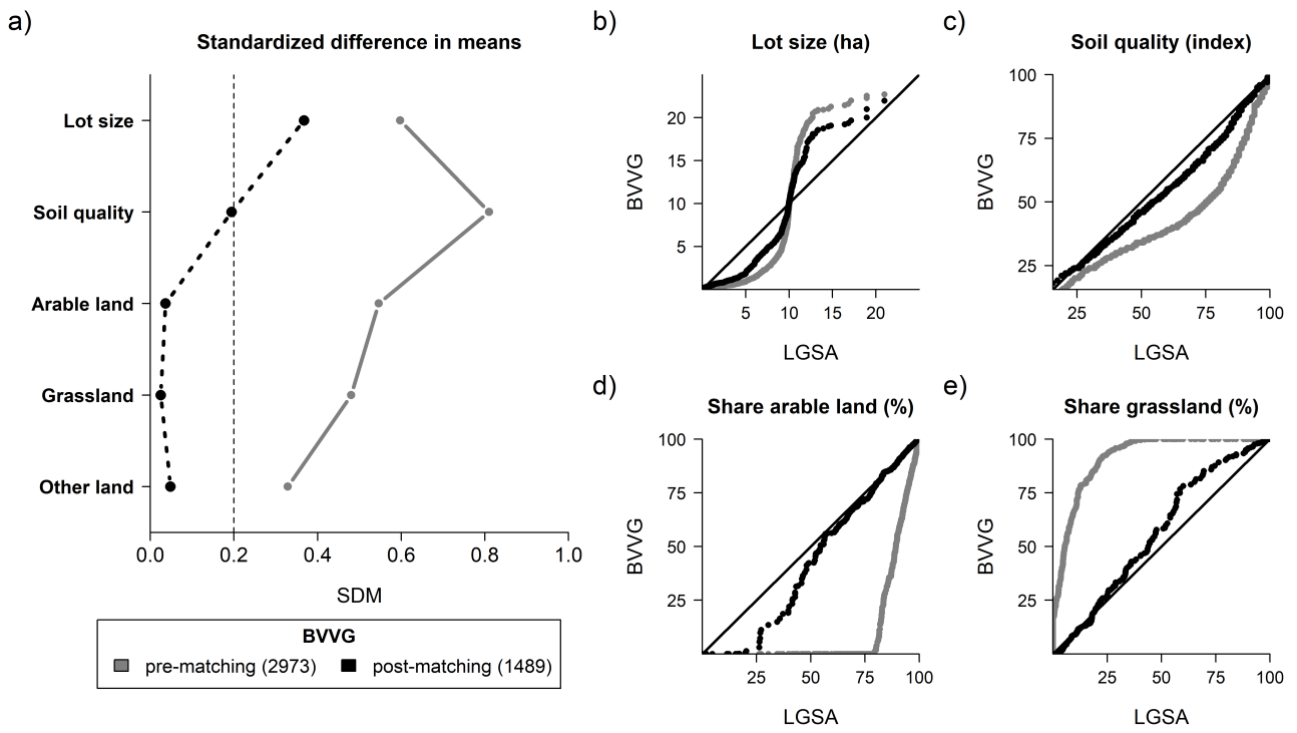 a)
Standardized difference in means
Lot size
Soil quality
Arable land
Grassland
Other land
0.0 0.2 0.4 0.6 0.8 1.0
SDM
BVVG
pre-matching (2973) post-matching (1489)
b)
Lot size (ha)
BVVG
20
15
10
5
5 10 15 20
LGSA
c)
Soil quality (index)
BVVG
100
75
50
25
25 50 75 100
LGSA
d)
Share arable land (%)
BVVG
100
75
50
25
25 50 75 100
LGSA
e)
Share grassland (%)
BVVG
100
75
50
25
25 50 75 100
LGSA